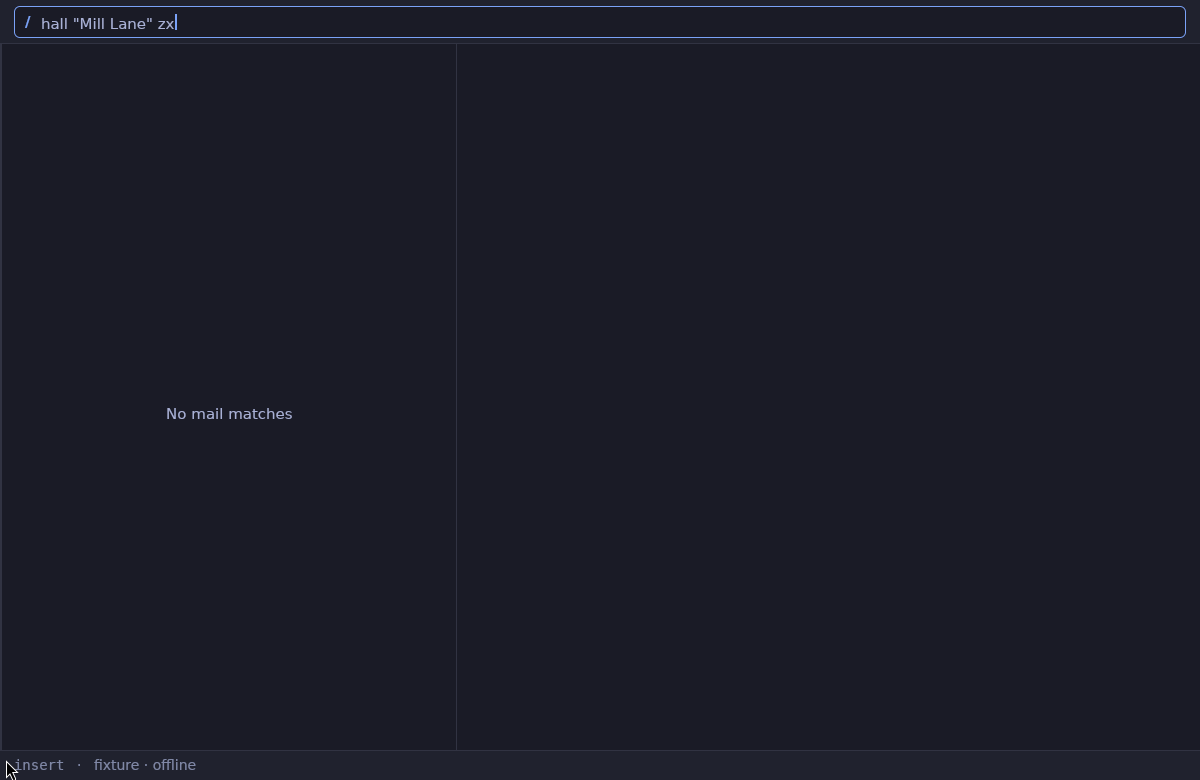 / hall "Mill Lane" zx
No mail matches
insert · fixture · offline